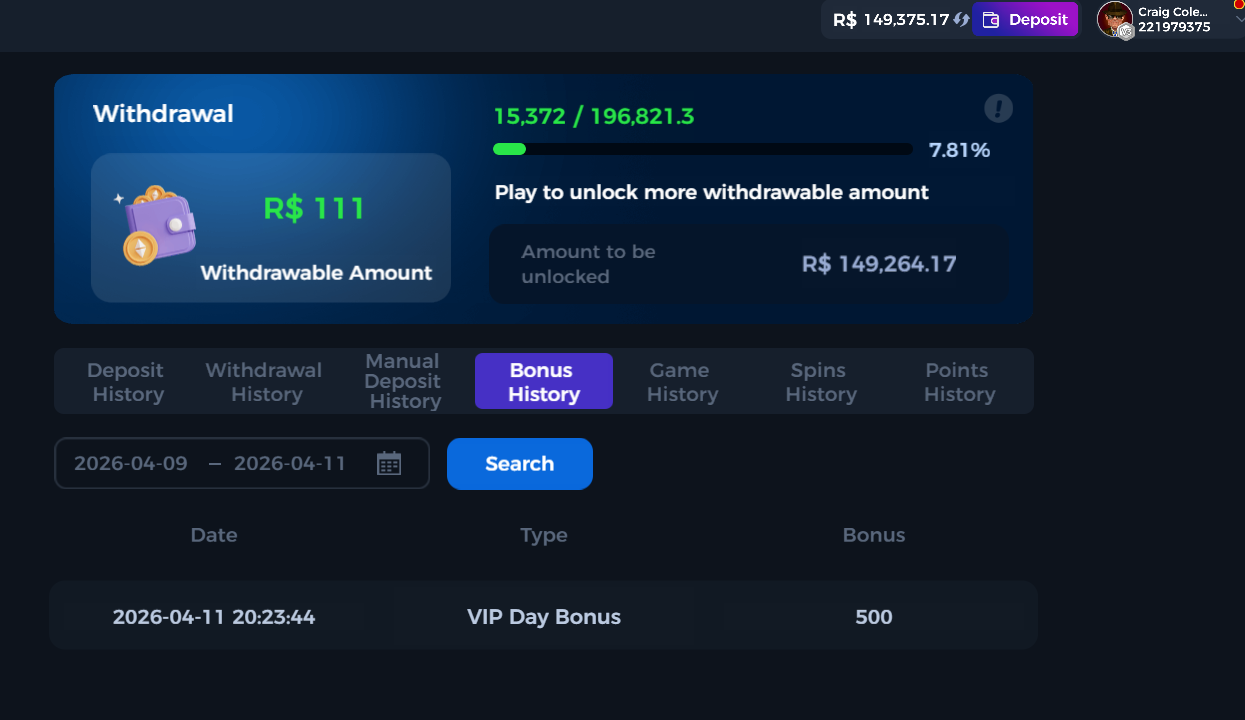 R$ 149,375.17
Deposit
Craig Cole...
V3
221979375
Withdrawal
R$ 111
Withdrawable Amount
15,372 / 196,821.3
7.81%
Play to unlock more withdrawable amount
Amount to be
unlocked
R$ 149,264.17
Deposit
History
Withdrawal
History
Manual
Deposit
History
Bonus
History
Game
History
Spins
History
Points
History
2026-04-09 – 2026-04-11
Search
Date Type Bonus
2026-04-11 20:23:44 VIP Day Bonus 500